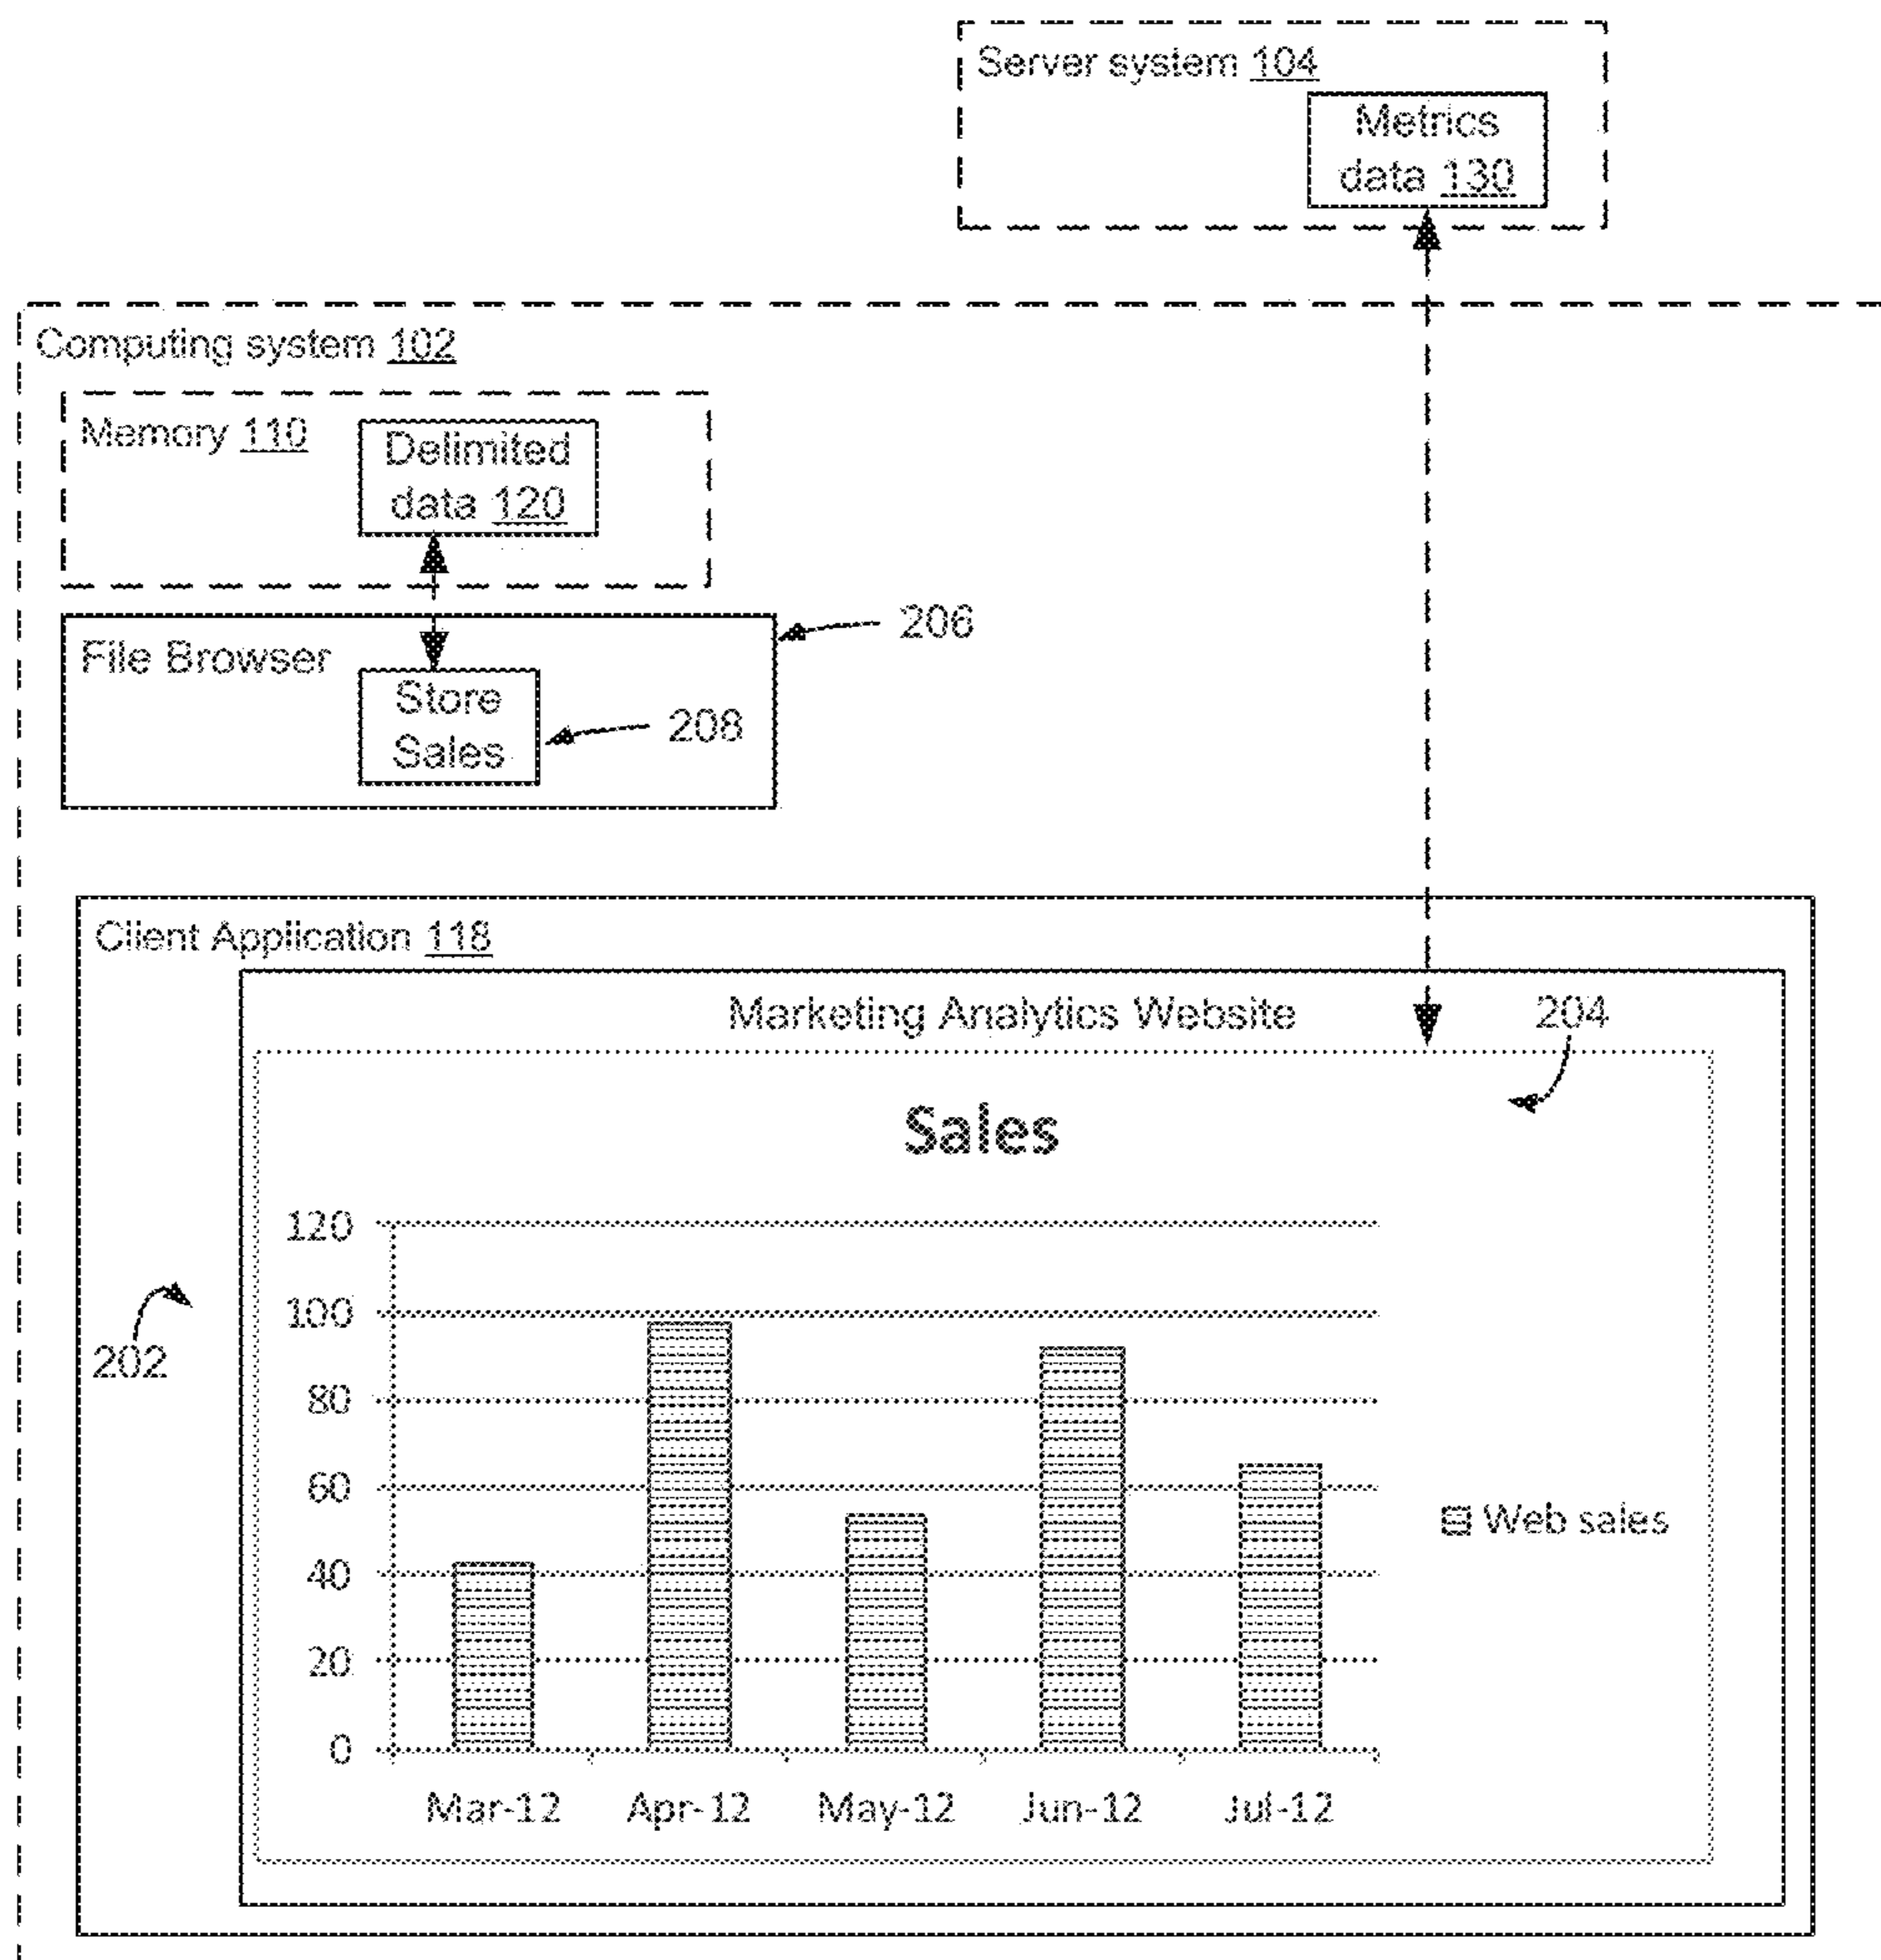 Server system 104
Metrics
data 130
Computing system 102
Memory 110
Delimited
data 120
206
File Browser
Store
Sales
208
Client Application 118
Marketing Analytics Website
204
Sales
120
100
80
60
40
20
0
202
Web sales
Mar-12 Apr-12 May-12 Jun-12 Jul-12